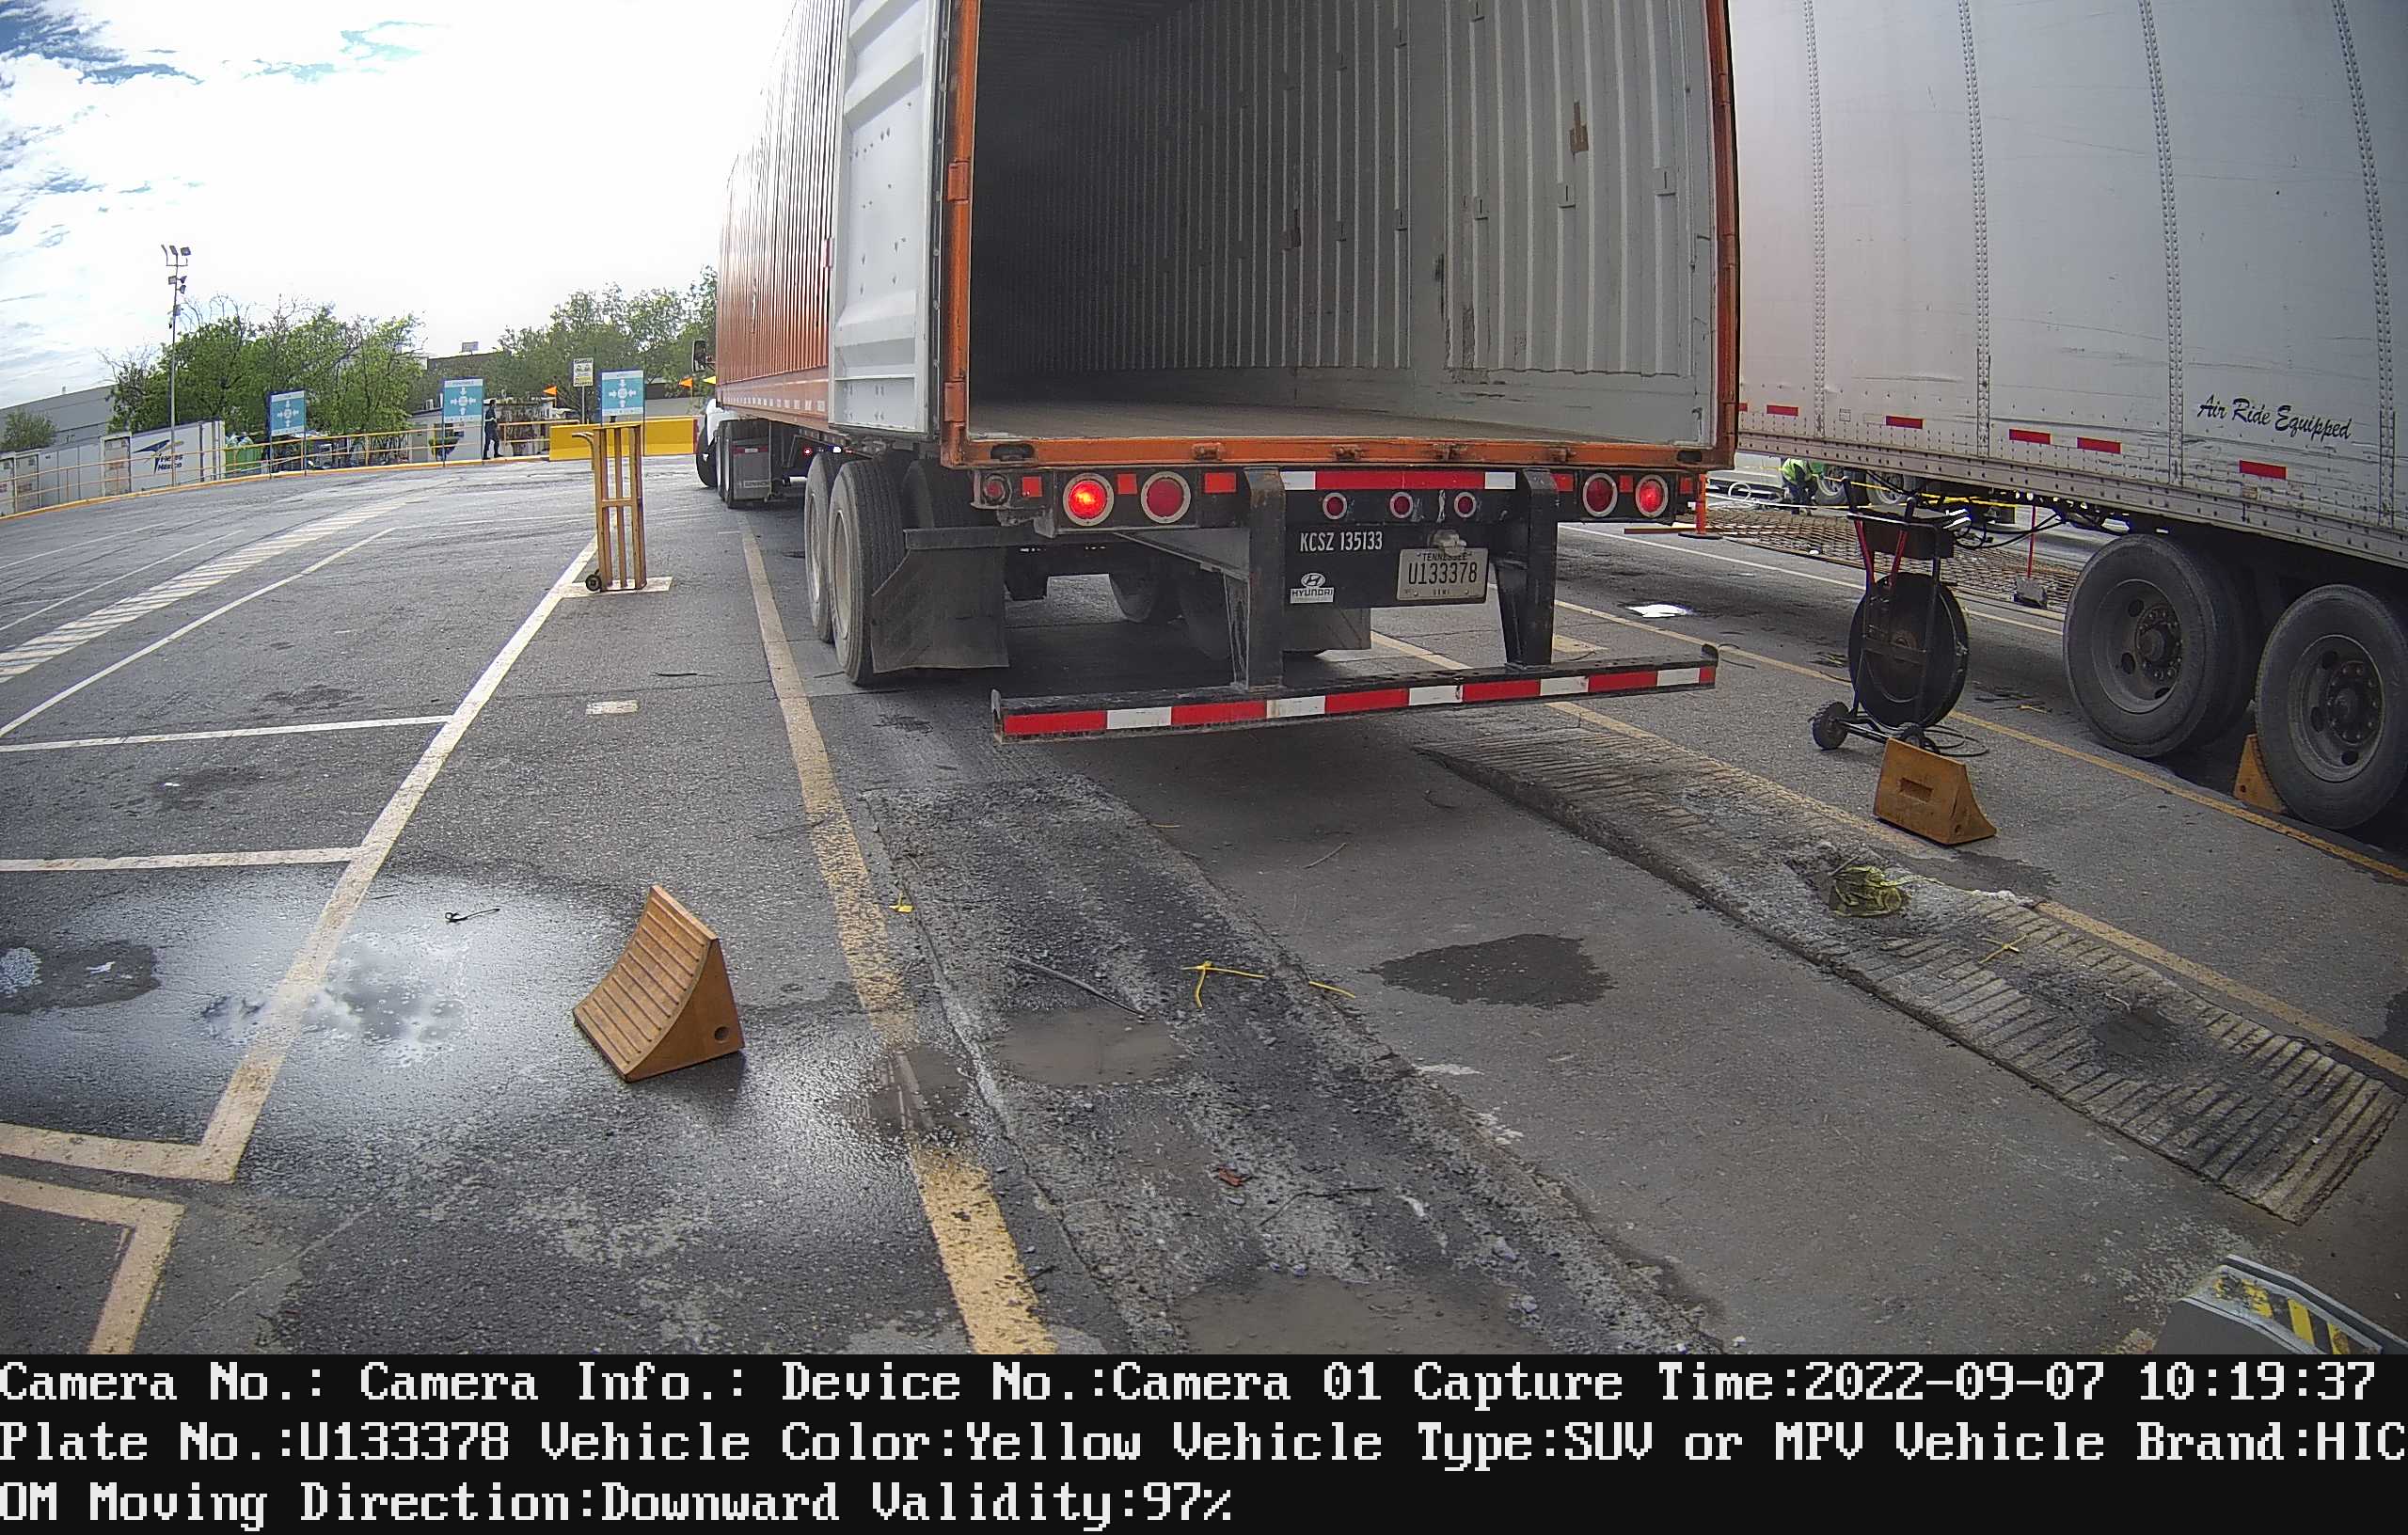 Air Ride Equipped
KCSZ 135133
TENNESSEE
U133378
HYUNDAI
Camera No.: Camera Info.: Device No.:Camera 01 Capture Time:2022-09-07 10:19:37
Plate No.:U133378 Vehicle Color:Yellow Vehicle Type:SUV or MPV Vehicle Brand:HIC
OM Moving Direction:Downward Validity:97%